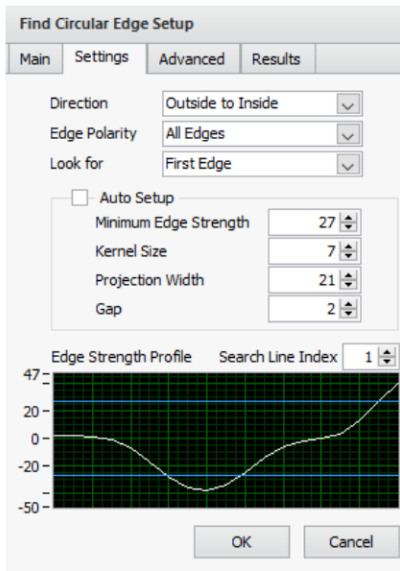 Find Circular Edge Setup
Main Settings Advanced Results
Direction Outside to Inside
Edge Polarity All Edges
Look for First Edge
Auto Setup
Minimum Edge Strength 27
Kernel Size 7
Projection Width 21
Gap 2
Edge Strength Profile Search Line Index 1
47
20
0
-20
-50
OK Cancel